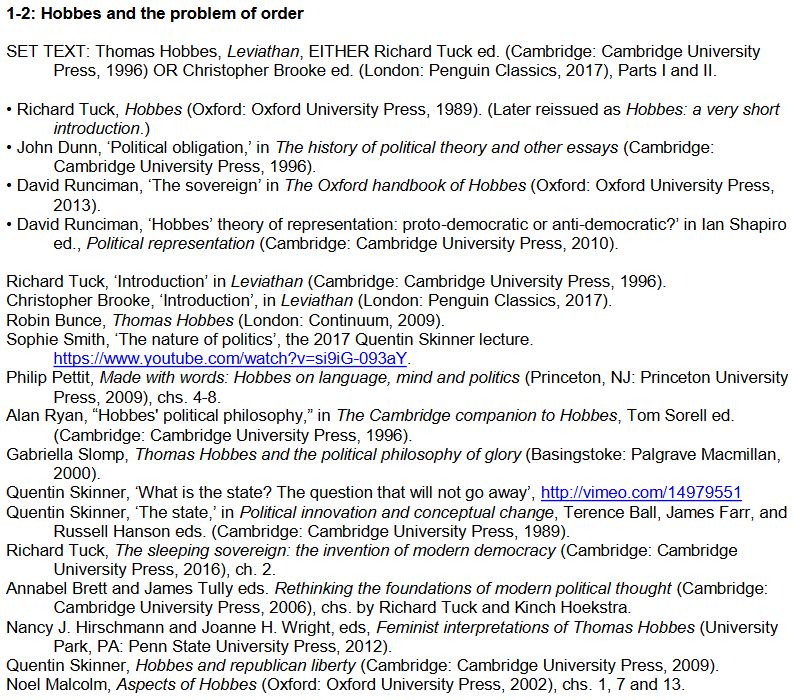 1-2: Hobbes and the problem of order
SET TEXT: Thomas Hobbes, Leviathan, EITHER Richard Tuck ed. (Cambridge: Cambridge University
Press, 1996) OR Christopher Brooke ed. (London: Penguin Classics, 2017), Parts I and II.
• Richard Tuck, Hobbes (Oxford: Oxford University Press, 1989). (Later reissued as Hobbes: a very short
introduction.)
• John Dunn, ‘Political obligation,’ in The history of political theory and other essays (Cambridge:
Cambridge University Press, 1996).
• David Runciman, ‘The sovereign’ in The Oxford handbook of Hobbes (Oxford: Oxford University Press,
2013).
• David Runciman, ‘Hobbes’ theory of representation: proto-democratic or anti-democratic?’ in Ian Shapiro
ed., Political representation (Cambridge: Cambridge University Press, 2010).
Richard Tuck, ‘Introduction’ in Leviathan (Cambridge: Cambridge University Press, 1996).
Christopher Brooke, ‘Introduction’, in Leviathan (London: Penguin Classics, 2017).
Robin Bunce, Thomas Hobbes (London: Continuum, 2009).
Sophie Smith, ‘The nature of politics’, the 2017 Quentin Skinner lecture.
https://www.youtube.com/watch?v=si9iG-093aY.
Philip Pettit, Made with words: Hobbes on language, mind and politics (Princeton, NJ: Princeton University
Press, 2009), chs. 4-8.
Alan Ryan, “Hobbes' political philosophy,” in The Cambridge companion to Hobbes, Tom Sorell ed.
(Cambridge: Cambridge University Press, 1996).
Gabriella Slomp, Thomas Hobbes and the political philosophy of glory (Basingstoke: Palgrave Macmillan,
2000).
Quentin Skinner, ‘What is the state? The question that will not go away’, http://vimeo.com/14979551
Quentin Skinner, ‘The state,’ in Political innovation and conceptual change, Terence Ball, James Farr, and
Russell Hanson eds. (Cambridge: Cambridge University Press, 1989).
Richard Tuck, The sleeping sovereign: the invention of modern democracy (Cambridge: Cambridge
University Press, 2016), ch. 2.
Annabel Brett and James Tully eds. Rethinking the foundations of modern political thought (Cambridge:
Cambridge University Press, 2006), chs. by Richard Tuck and Kinch Hoekstra.
Nancy J. Hirschmann and Joanne H. Wright, eds, Feminist interpretations of Thomas Hobbes (University
Park, PA: Penn State University Press, 2012).
Quentin Skinner, Hobbes and republican liberty (Cambridge: Cambridge University Press, 2009).
Noel Malcolm, Aspects of Hobbes (Oxford: Oxford University Press, 2002), chs. 1, 7 and 13.